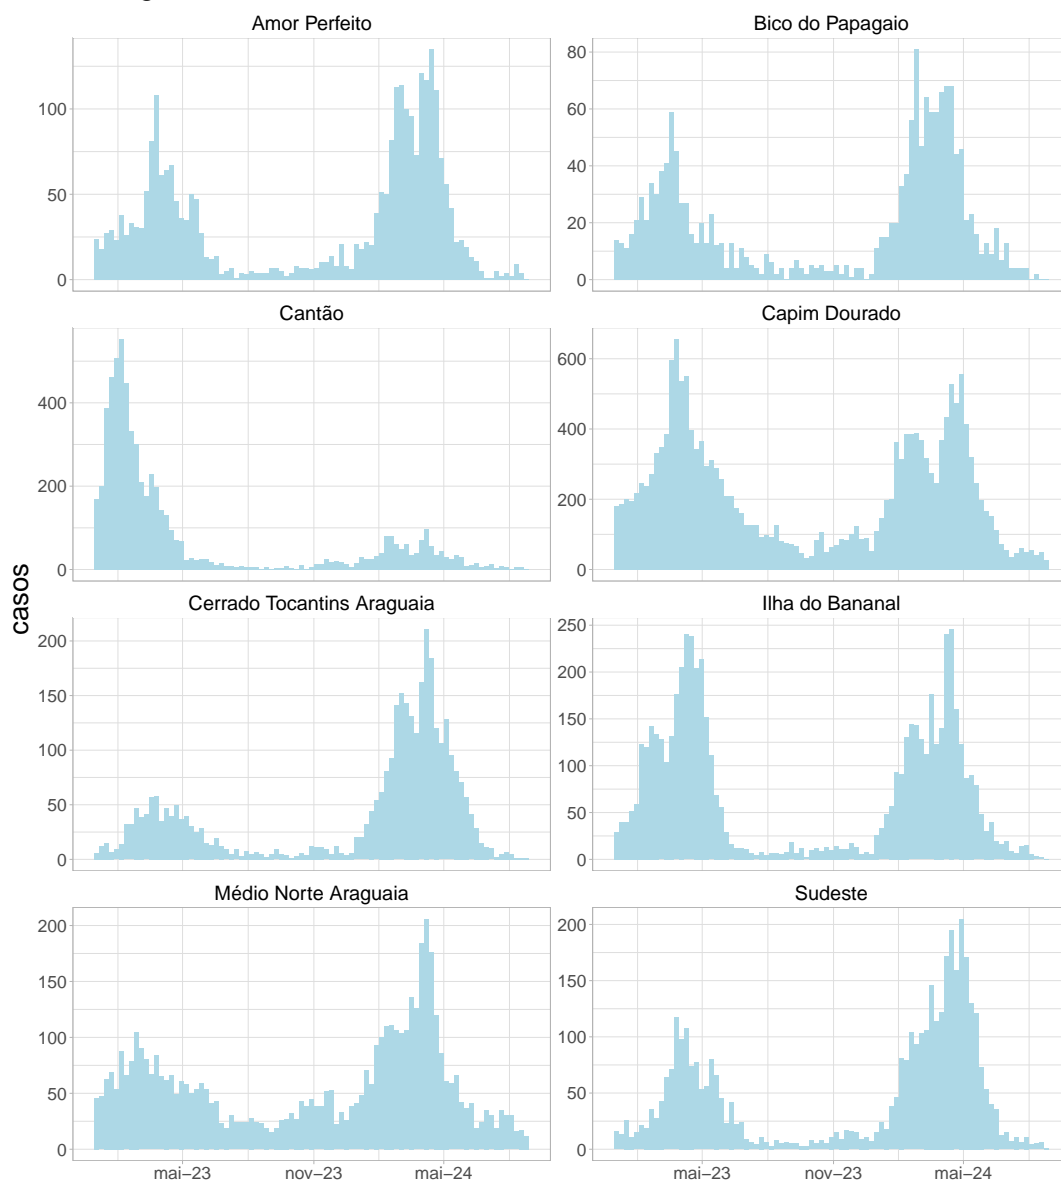 Amor Perfeito
Bico do Papagaio
100
50
0
80
60
40
20
0
Cantão
Capim Dourado
400
200
0
600
400
200
0
casos
Cerrado Tocantins Araguaia
Ilha do Bananal
200
150
100
50
0
250
200
150
100
50
0
Médio Norte Araguaia
Sudeste
200
150
100
50
0
200
150
100
50
0
mai–23
nov–23
mai–24
mai–23
nov–23
mai–24